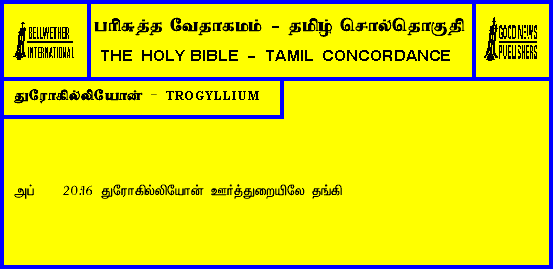 BELLWETHER
INTERNATIONAL
பரிசுத்த வேதாகமம் - தமிழ் சொல்தொகுதி
THE HOLY BIBLE - TAMIL CONCORDANCE
GOOD NEWS
PUBLISHERS
துரோகில்லியோன் - TROGYLLIUM
அப் 20:16 துரோகில்லியோன் ஊர்த்துறையிலே தங்கி